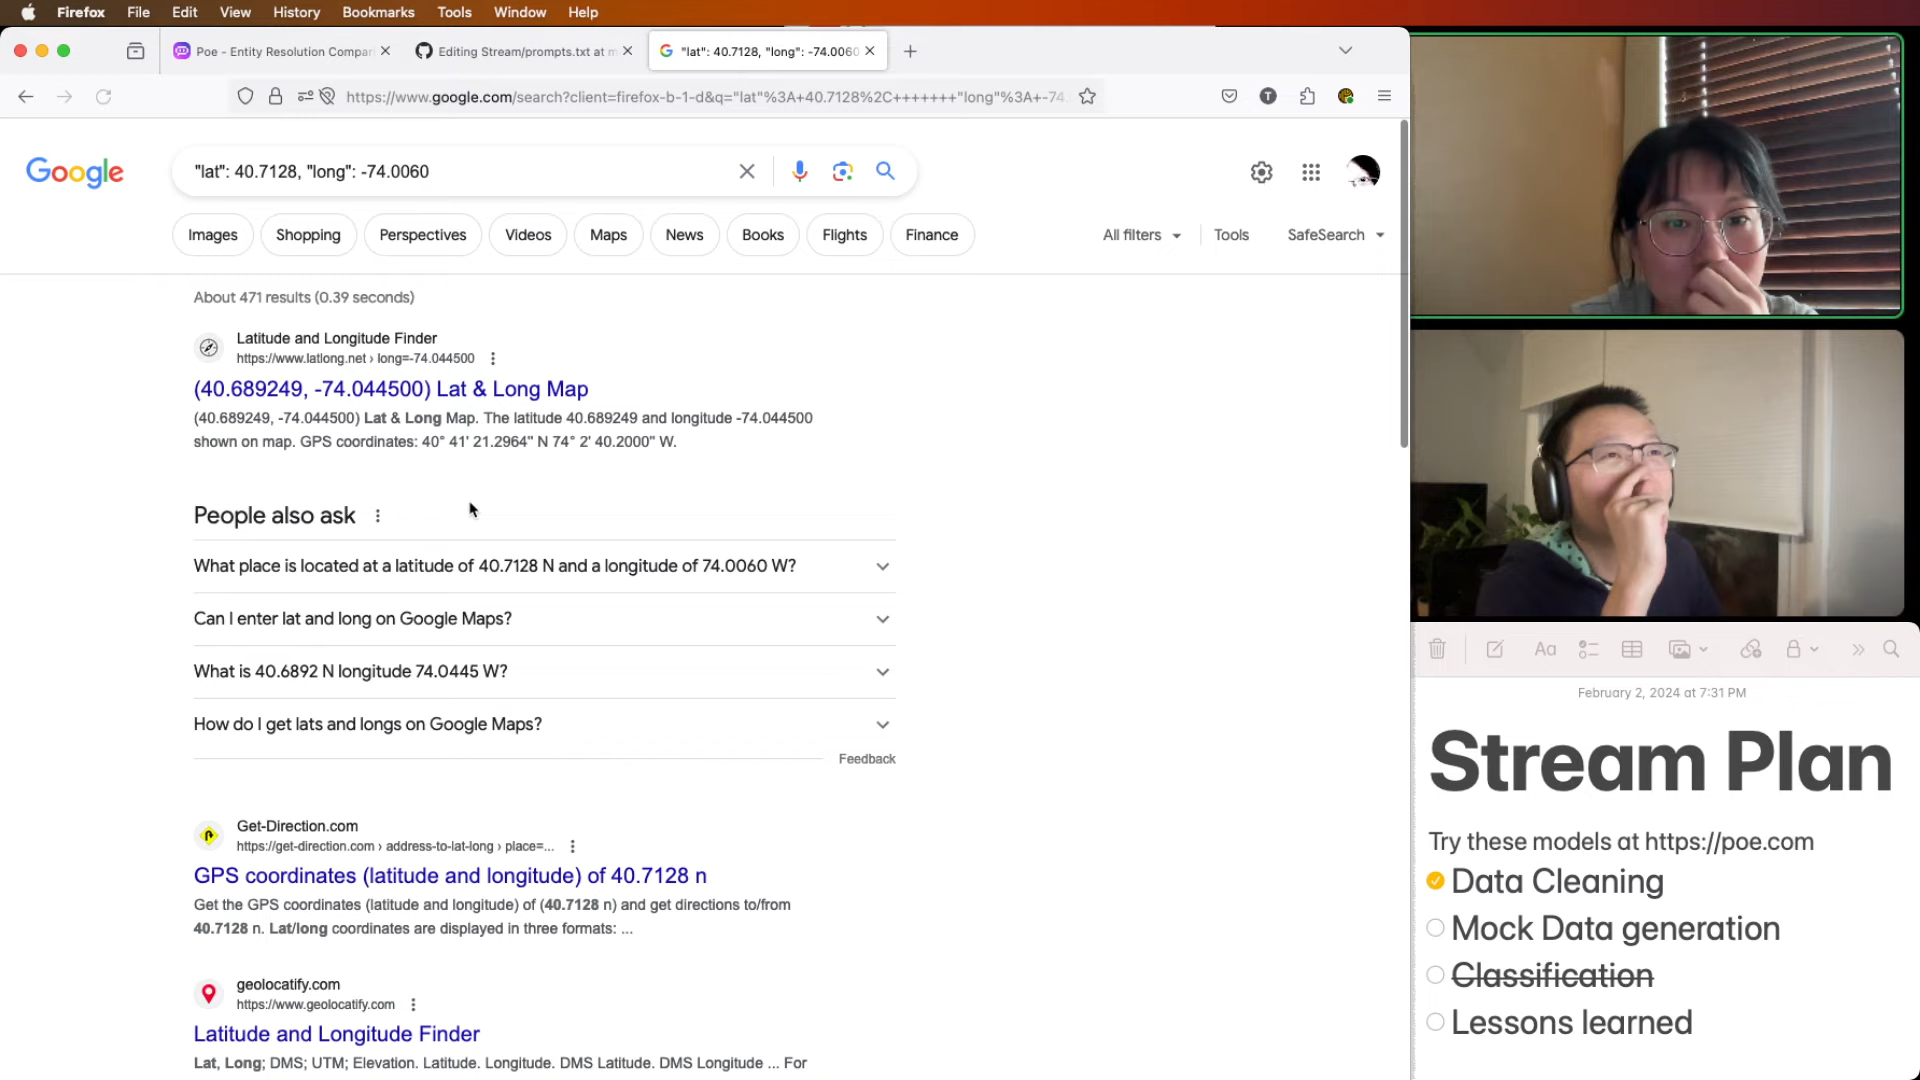 Firefox File Edit View History Bookmarks Tools Window Help
Poe - Entity Resolution Compar
Editing Stream/prompts.txt at m
"lat": 40.7128, "long": -74.0060
https://www.google.com/search?client=firefox-b-1-d&q="lat"%3A+40.7128%2C+++++++"long"%3A+-74.
T
Google
"lat": 40.7128, "long": -74.0060
Images Shopping Perspectives Videos Maps News Books Flights Finance
All filters Tools SafeSearch
About 471 results (0.39 seconds)
Latitude and Longitude Finder
https://www.latlong.net › long=-74.044500
(40.689249, -74.044500) Lat & Long Map
(40.689249, -74.044500) Lat & Long Map. The latitude 40.689249 and longitude -74.044500
shown on map. GPS coordinates: 40° 41' 21.2964" N 74° 2' 40.2000" W.
People also ask
What place is located at a latitude of 40.7128 N and a longitude of 74.0060 W?
Can I enter lat and long on Google Maps?
What is 40.6892 N longitude 74.0445 W?
How do I get lats and longs on Google Maps?
Feedback
Get-Direction.com
https://get-direction.com › address-to-lat-long › place=...
GPS coordinates (latitude and longitude) of 40.7128 n
Get the GPS coordinates (latitude and longitude) of (40.7128 n) and get directions to/from
40.7128 n. Lat/long coordinates are displayed in three formats: ...
geolocatify.com
https://www.geolocatify.com
Latitude and Longitude Finder
Lat, Long; DMS; UTM; Elevation. Latitude. Longitude. DMS Latitude. DMS Longitude ... For
Aa
February 2, 2024 at 7:31 PM
Stream Plan
Try these models at https://poe.com
Data Cleaning
Mock Data generation
Classification
Lessons learned